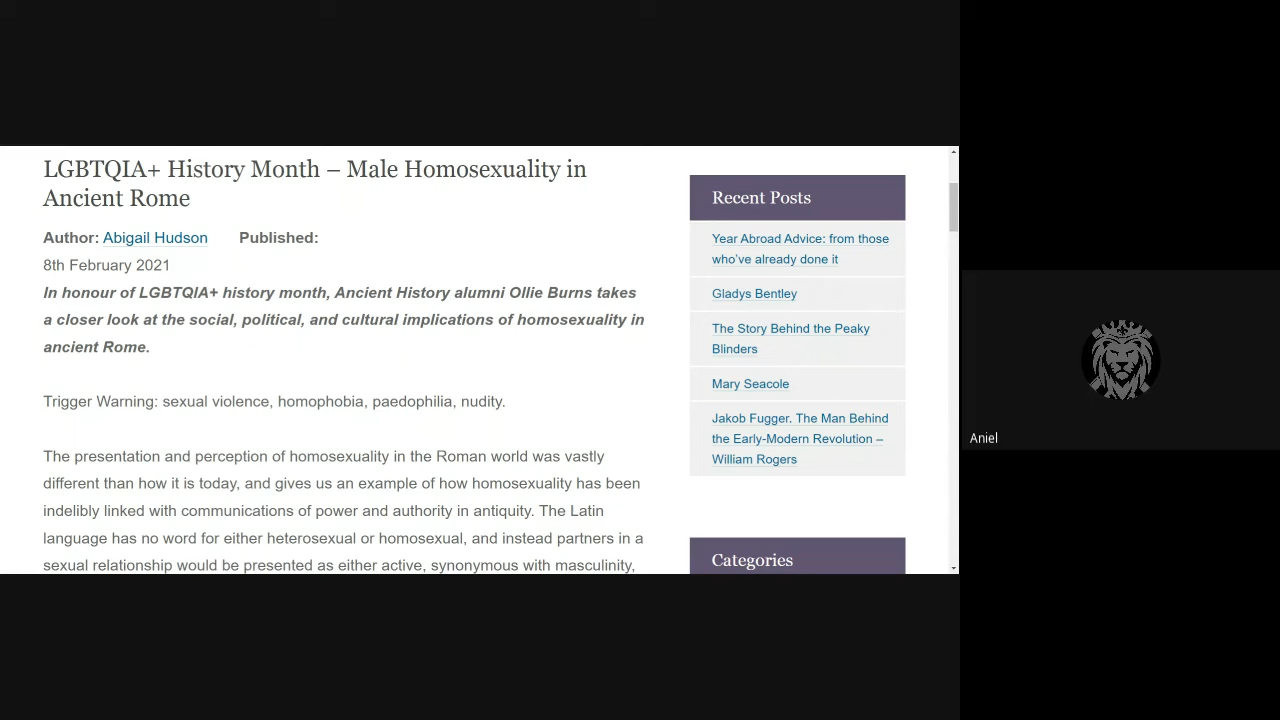 LGBTQIA+ History Month – Male Homosexuality in
Ancient Rome
Author: Abigail Hudson Published:
8th February 2021
In honour of LGBTQIA+ history month, Ancient History alumni Ollie Burns takes
a closer look at the social, political, and cultural implications of homosexuality in
ancient Rome.
Trigger Warning: sexual violence, homophobia, paedophilia, nudity.
The presentation and perception of homosexuality in the Roman world was vastly
different than how it is today, and gives us an example of how homosexuality has been
indelibly linked with communications of power and authority in antiquity. The Latin
language has no word for either heterosexual or homosexual, and instead partners in a
sexual relationship would be presented as either active, synonymous with masculinity,
Recent Posts
Year Abroad Advice: from those
who've already done it
Gladys Bentley
The Story Behind the Peaky
Blinders
Mary Seacole
Jakob Fugger. The Man Behind
the Early-Modern Revolution –
William Rogers
Categories
Aniel